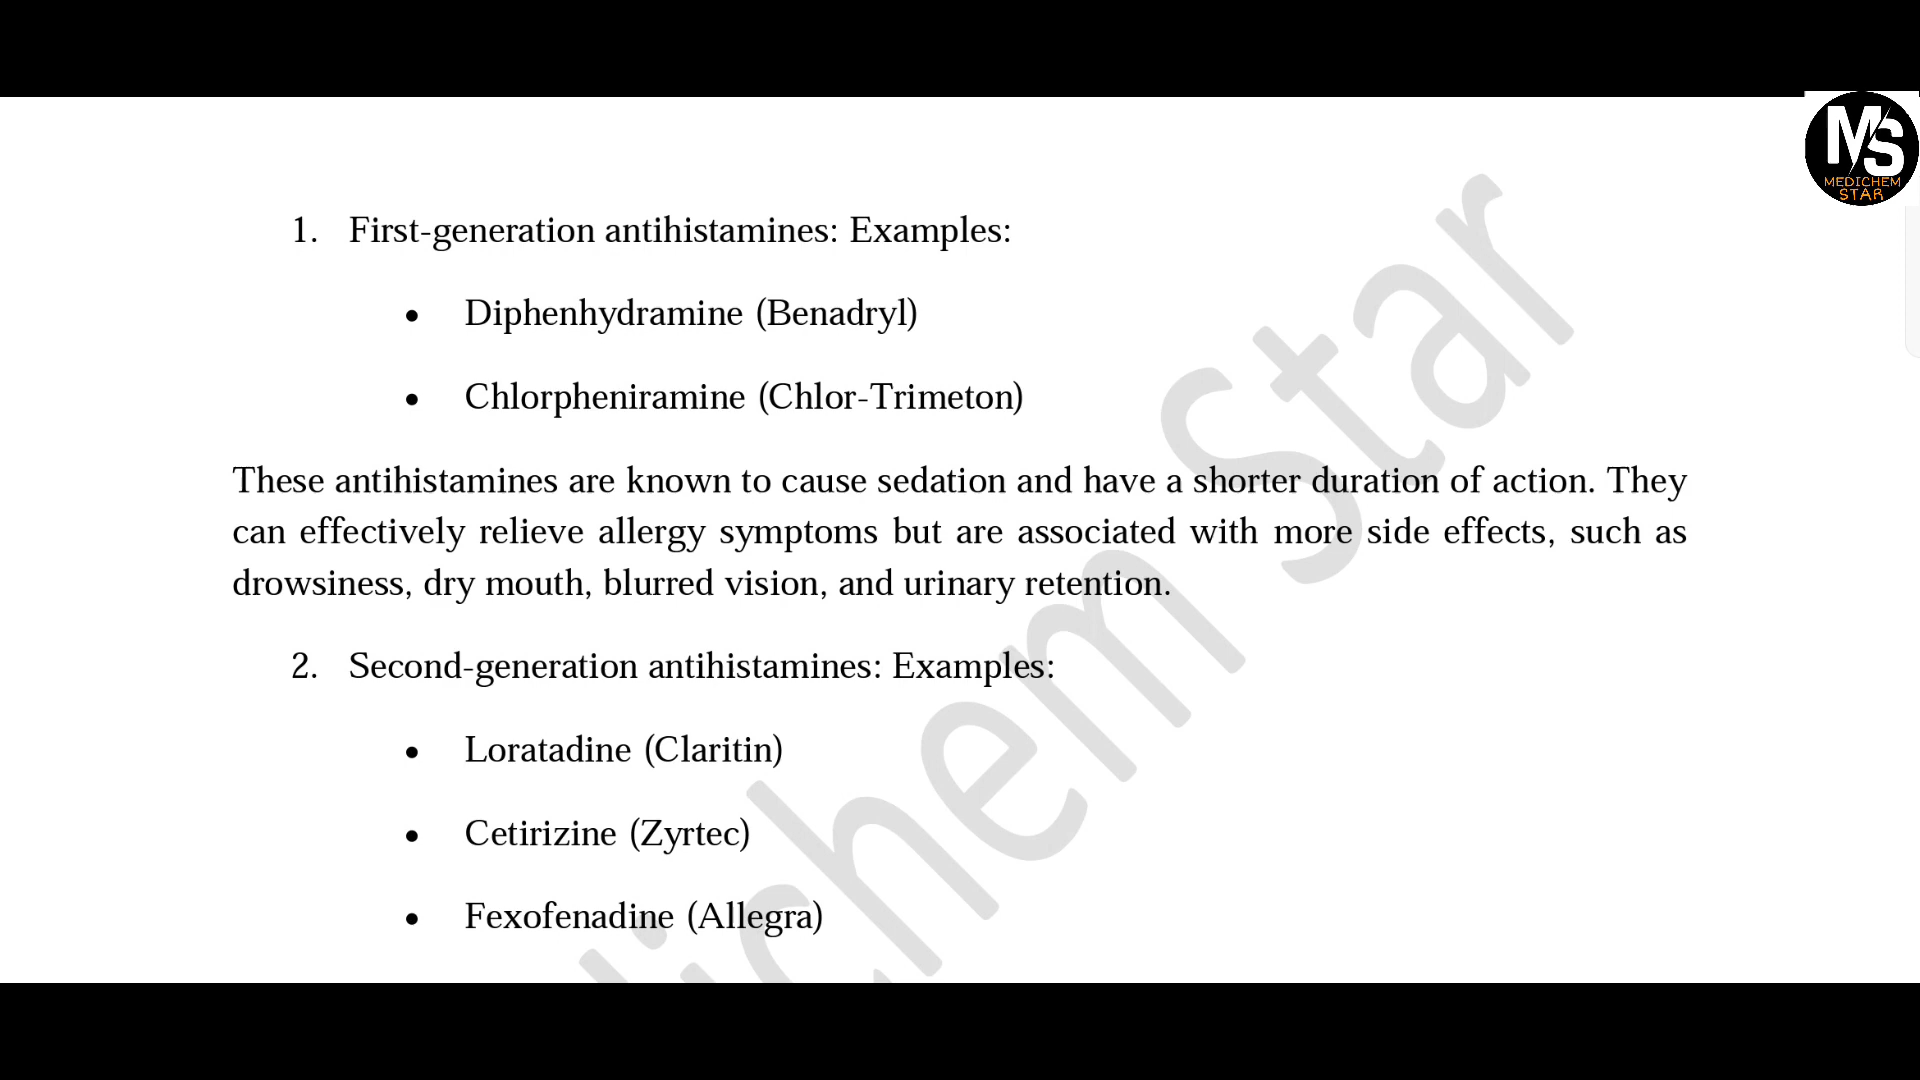 MS
MEDICHEM
STAR
1. First-generation antihistamines: Examples:
• Diphenhydramine (Benadryl)
• Chlorpheniramine (Chlor-Trimeton)
These antihistamines are known to cause sedation and have a shorter duration of action. They
can effectively relieve allergy symptoms but are associated with more side effects, such as
drowsiness, dry mouth, blurred vision, and urinary retention.
2. Second-generation antihistamines: Examples:
• Loratadine (Claritin)
• Cetirizine (Zyrtec)
• Fexofenadine (Allegra)
dichem Star